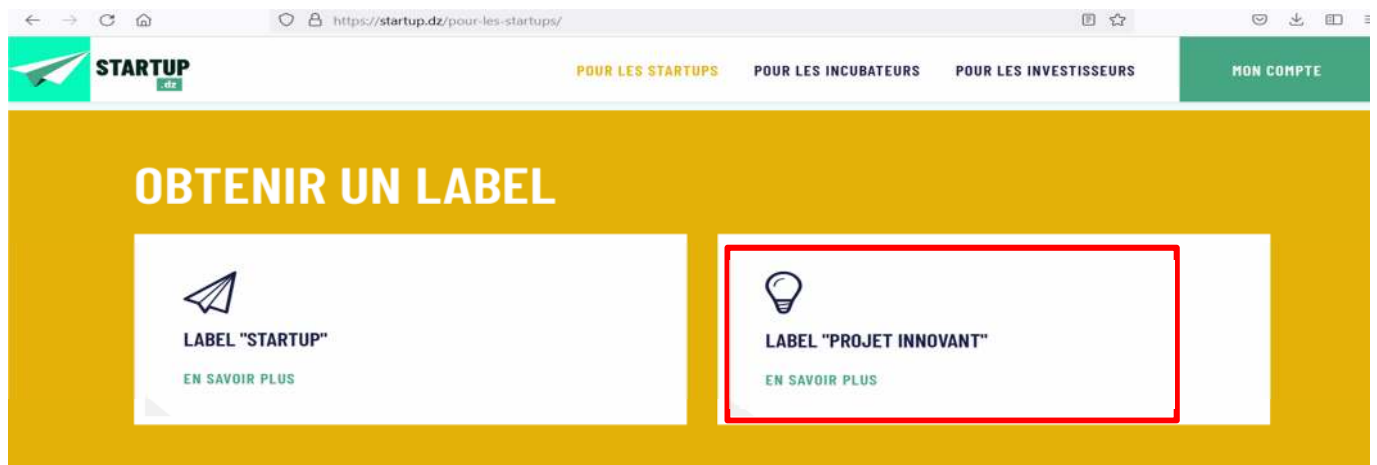 https://startup.dz/pour-les-startups/
STARTUP
.dz
POUR LES STARTUPS POUR LES INCUBATEURS POUR LES INVESTISSEURS MON COMPTE
OBTENIR UN LABEL
LABEL "STARTUP"
EN SAVOIR PLUS
LABEL "PROJET INNOVANT"
EN SAVOIR PLUS